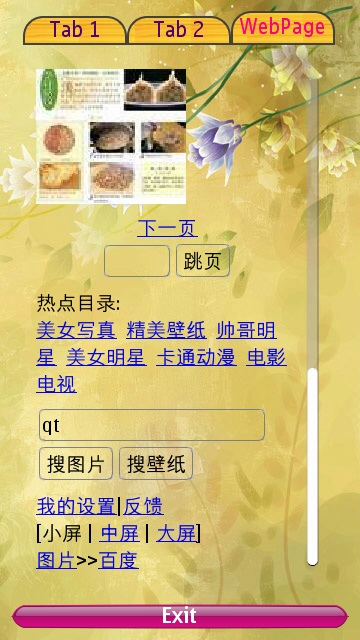 Tab 1 Tab 2 WebPage
下一页
跳页
热点目录:
美女写真 精美壁纸 帅哥明
星 美女明星 卡通动漫 电影
电视
qt
搜图片 搜壁纸
我的设置|反馈
[小屏 | 中屏 | 大屏]
图片>>百度
Exit